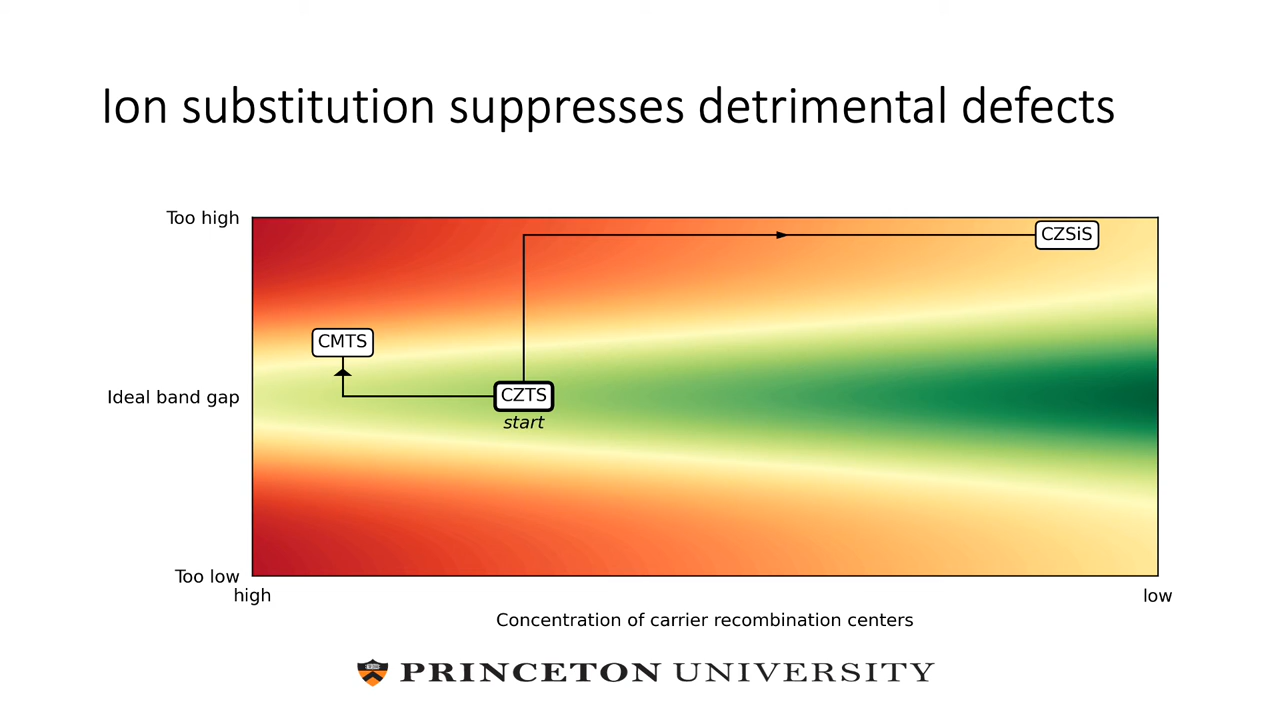 Ion substitution suppresses detrimental defects
Too high
CZSiS
CMTS
Ideal band gap
CZTS
start
Too low
high
low
Concentration of carrier recombination centers
PRINCETON UNIVERSITY